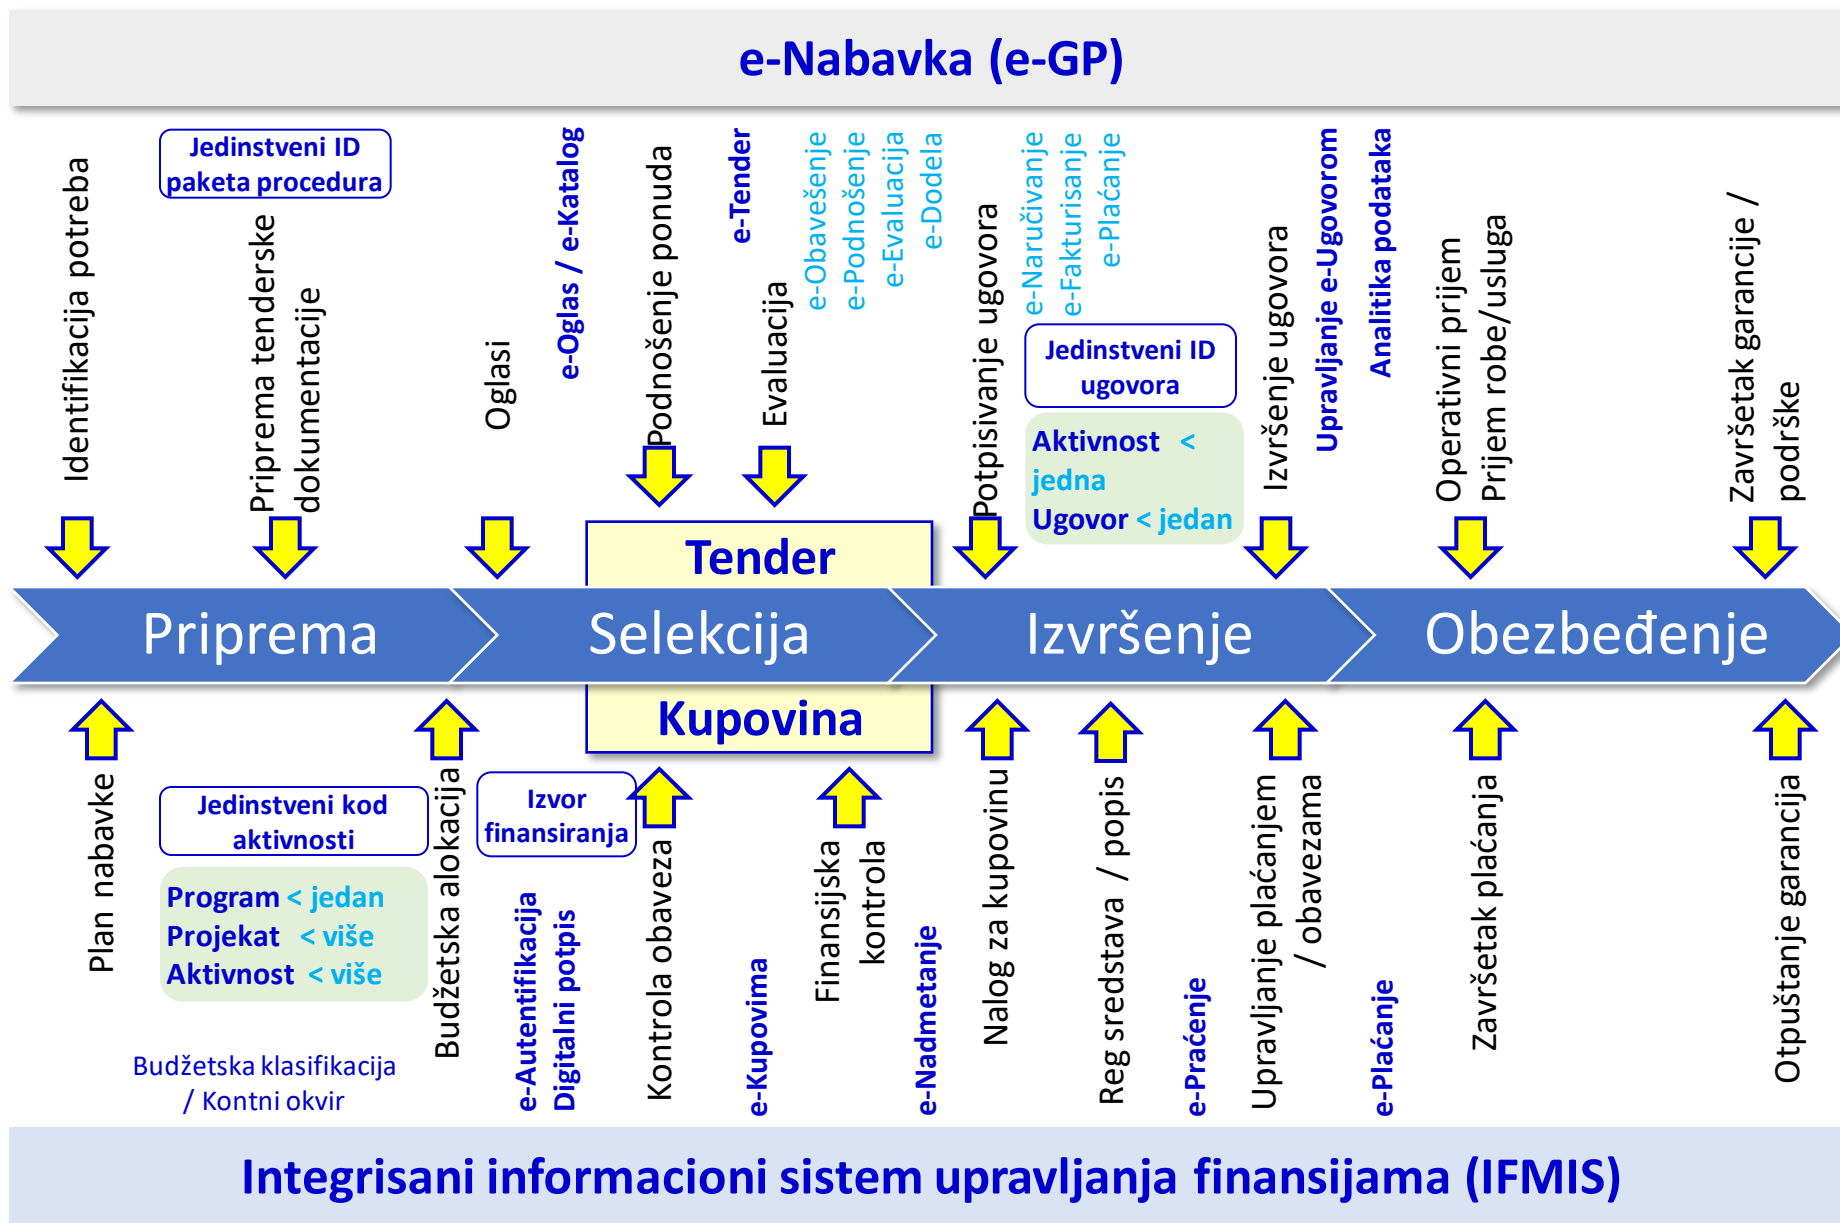 e-Nabavka (e-GP)
Identifikacija potreba
Jedinstveni ID
paketa procedura
Priprema tenderske
dokumentacije
Oglasi
e-Oglas / e-Katalog
Podnošenje ponuda
e-Tender
Evaluacija
e-Obavešenje
e-Podnošenje
e-Evaluacija
e-Dodela
Potpisivanje ugovora
e-Naručivanje
e-Fakturisanje
e-Plaćanje
Jedinstveni ID
ugovora
Aktivnost <
jedna
Ugovor < jedan
Izvršenje ugovora
Upravljanje e-Ugovorom
Analitika podataka
Operativni prijem
Prijem robe/usluga
Završetak garancije /
podrške
Tender
Priprema
Selekcija
Izvršenje
Obezbeđenje
Kupovina
Plan nabavke
Jedinstveni kod
aktivnosti
Program < jedan
Projekat < više
Aktivnost < više
Budžetska klasifikacija
/ Kontni okvir
Budžetska alokacija
Izvor
finansiranja
e-Autentifikacija
Digitalni potpis
Kontrola obaveza
e-Kupovima
Finansijska
kontrola
e-Nadmetanje
Nalog za kupovinu
Reg sredstava / popis
e-Praćenje
Upravljanje plaćanjem
/ obavezama
e-Plaćanje
Završetak plaćanja
Otpuštanje garancija
Integrisani informacioni sistem upravljanja finansijama (IFMIS)